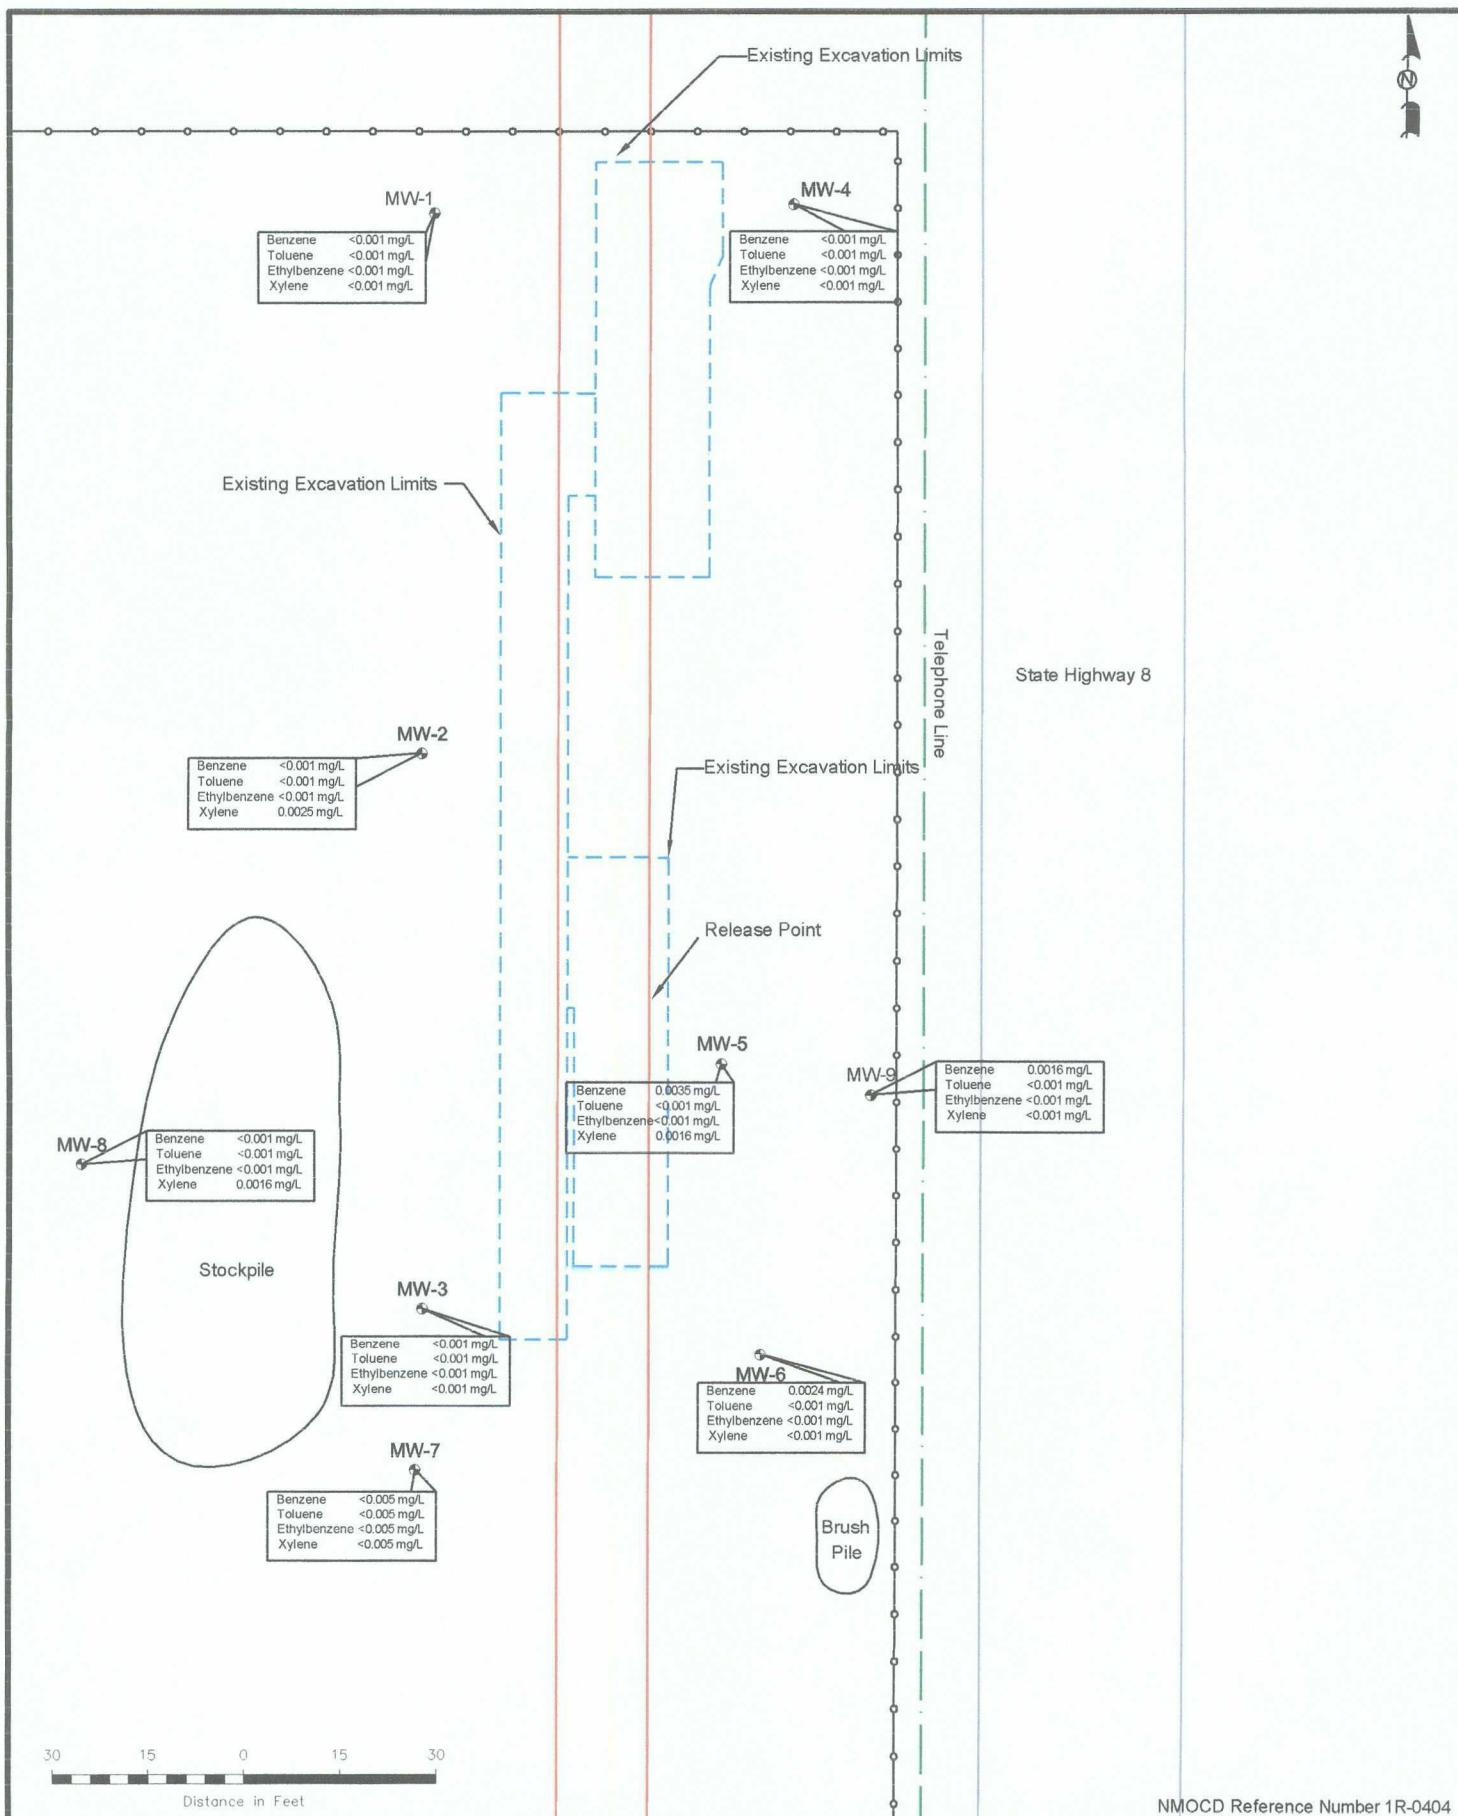 Existing Excavation Limits
N
MW-1
Benzene <0.001 mg/L
Toluene <0.001 mg/L
Ethylbenzene <0.001 mg/L
Xylene <0.001 mg/L
MW-4
Benzene <0.001 mg/L
Toluene <0.001 mg/L
Ethylbenzene <0.001 mg/L
Xylene <0.001 mg/L
Existing Excavation Limits
Telephone Line
State Highway 8
MW-2
Benzene <0.001 mg/L
Toluene <0.001 mg/L
Ethylbenzene <0.001 mg/L
Xylene 0.0025 mg/L
Existing Excavation Limits
Release Point
MW-5
Benzene 0.0035 mg/L
Toluene <0.001 mg/L
Ethylbenzene <0.001 mg/L
Xylene 0.0016 mg/L
MW-9
Benzene 0.0016 mg/L
Toluene <0.001 mg/L
Ethylbenzene <0.001 mg/L
Xylene <0.001 mg/L
MW-8
Benzene <0.001 mg/L
Toluene <0.001 mg/L
Ethylbenzene <0.001 mg/L
Xylene 0.0016 mg/L
Stockpile
MW-3
Benzene <0.001 mg/L
Toluene <0.001 mg/L
Ethylbenzene <0.001 mg/L
Xylene <0.001 mg/L
MW-6
Benzene 0.0024 mg/L
Toluene <0.001 mg/L
Ethylbenzene <0.001 mg/L
Xylene <0.001 mg/L
MW-7
Benzene <0.005 mg/L
Toluene <0.005 mg/L
Ethylbenzene <0.005 mg/L
Xylene <0.005 mg/L
Brush
Pile
30 15 0 15 30
Distance in Feet
NMOCD Reference Number 1R-0404